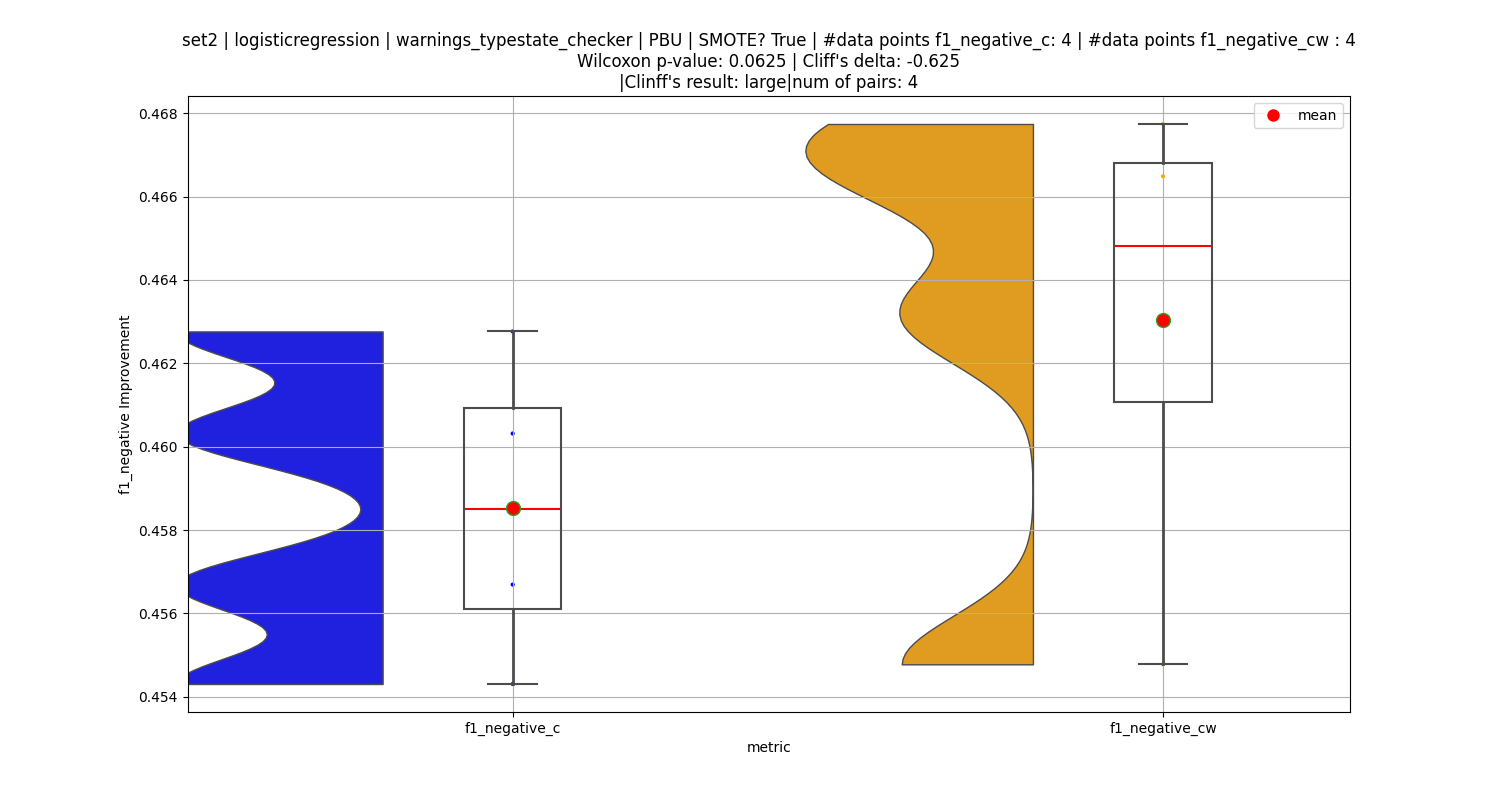 set2 | logisticregression | warnings_typestate_checker | PBU | SMOTE? True | #data points f1_negative_c: 4 | #data points f1_negative_cw : 4
Wilcoxon p-value: 0.0625 | Cliff's delta: -0.625
|Clinff's result: large|num of pairs: 4
mean
0.468
0.466
0.464
0.462
0.460
0.458
0.456
0.454
f1_negative Improvement
f1_negative_c
f1_negative_cw
metric